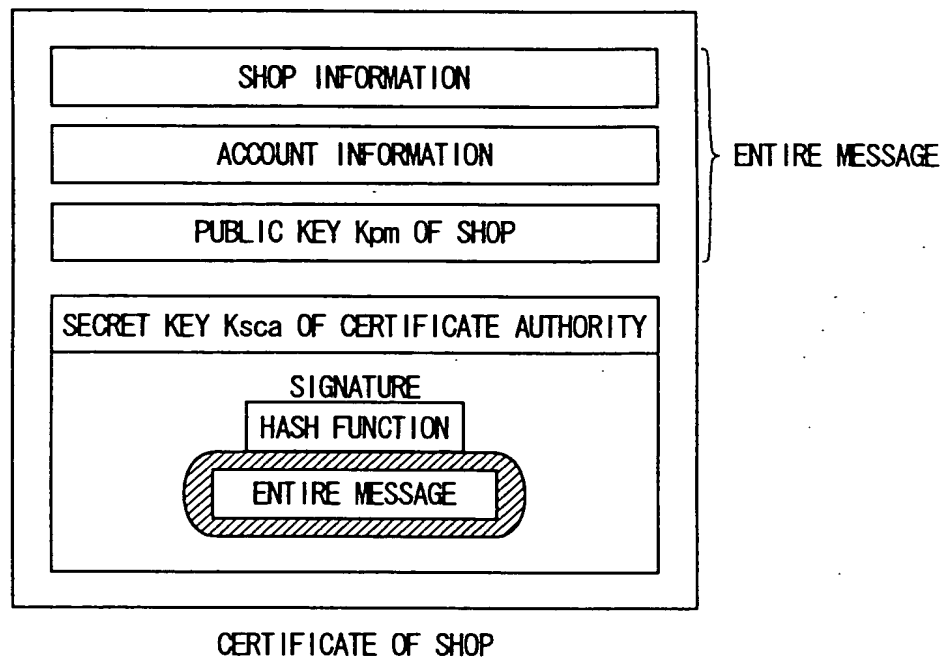 SHOP INFORMATION
ACCOUNT INFORMATION
ENTIRE MESSAGE
PUBLIC KEY Kpm OF SHOP
SECRET KEY Ksca OF CERTIFICATE AUTHORITY
SIGNATURE
HASH FUNCTION
ENTIRE MESSAGE
CERTIFICATE OF SHOP